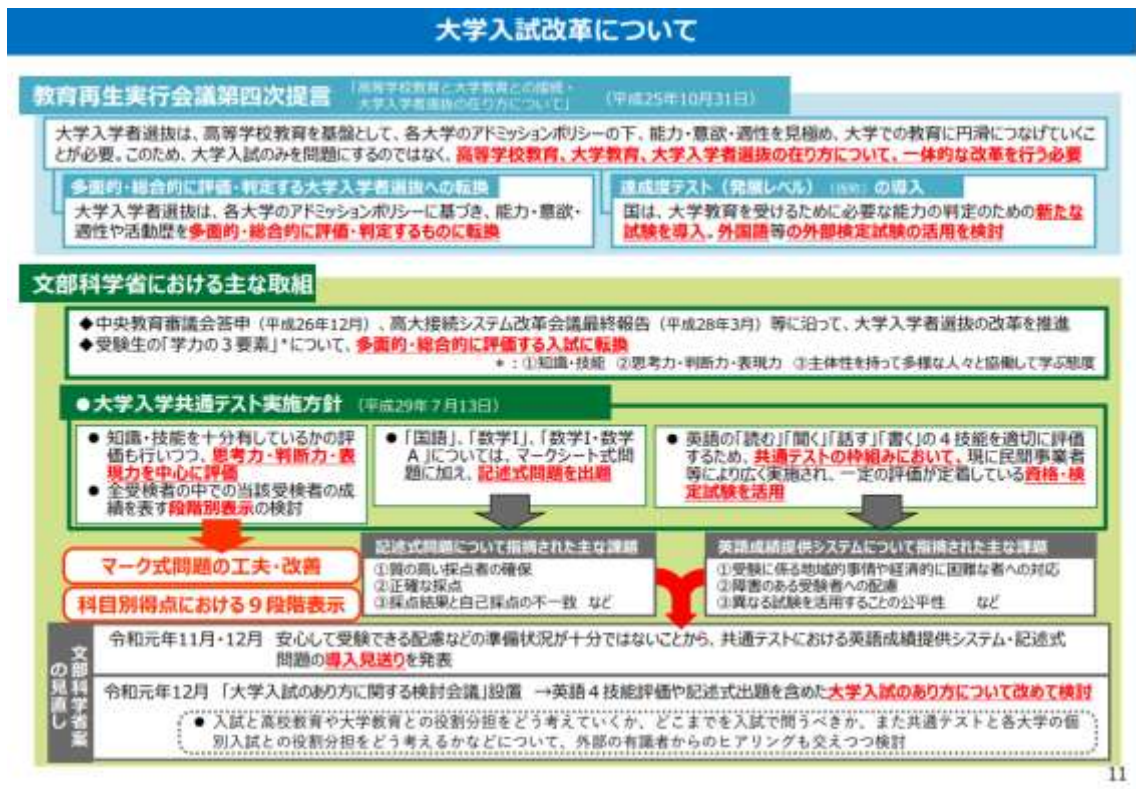 大学入試改革について
教育再生実行会議第四次提言
「高等学校教育と大学教育との接続・
大学入学者選抜の在り方について」
（平成25年10月31日）
大学入学者選抜は、高等学校教育を基盤として、各大学のアドミッションポリシーの下、能力・意欲・適性を見極め、大学での教育に円滑につなげていくこ
とが必要。このため、大学入試のみを問題にするのではなく、高等学校教育、大学教育、大学入学者選抜の在り方について、一体的な改革を行う必要
多面的・総合的に評価・判定する大学入学者選抜への転換
大学入学者選抜は、各大学のアドミッションポリシーに基づき、能力・意欲・
適性や活動歴を多面的・総合的に評価・判定するものに転換
達成度テスト（発展レベル）（仮称）の導入
国は、大学教育を受けるために必要な能力の判定のための新たな
試験を導入。外国語等の外部検定試験の活用を検討
文部科学省における主な取組
◆中央教育審議会答申（平成26年12月）、高大接続システム改革会議最終報告（平成28年3月）等に沿って、大学入学者選抜の改革を推進
◆受験生の「学力の３要素」*について、多面的・総合的に評価する入試に転換
*：①知識・技能 ②思考力・判断力・表現力 ③主体性を持って多様な人々と協働して学ぶ態度
●大学入学共通テスト実施方針（平成29年７月13日）
● 知識・技能を十分有しているかの評
価も行いつつ、思考力・判断力・表
現力を中心に評価
● 全受検者の中での当該受検者の成
績を表す段階別表示の検討
● 「国語」、「数学Ⅰ」、「数学Ⅰ・数学
Ａ」については、マークシート式問
題に加え、記述式問題を出題
● 英語の「読む」「聞く」「話す」「書く」の４技能を適切に評価
するため、共通テストの枠組みにおいて、現に民間事業者
等により広く実施され、一定の評価が定着している資格・検
定試験を活用
マーク式問題の工夫・改善
科目別得点における９段階表示
記述式問題について指摘された主な課題
①質の高い採点者の確保
②正確な採点
③採点結果と自己採点の不一致 など
英語成績提供システムについて指摘された主な課題
①受験に係る地域的事情や経済的に困難な者への対応
②障害のある受験者への配慮
③異なる試験を活用することの公平性 など
文部科学省案
の見直し
令和元年11月・12月 安心して受験できる配慮などの準備状況が十分ではないことから、共通テストにおける英語成績提供システム・記述式
問題の導入見送りを発表
令和元年12月 「大学入試のあり方に関する検討会議」設置 →英語４技能評価や記述式出題を含めた大学入試のあり方について改めて検討
● 入試と高校教育や大学教育との役割分担をどう考えていくか、どこまでを入試で問うべきか、また共通テストと各大学の個
別入試との役割分担をどう考えるかなどについて、外部の有識者からのヒアリングも交えつつ検討
11